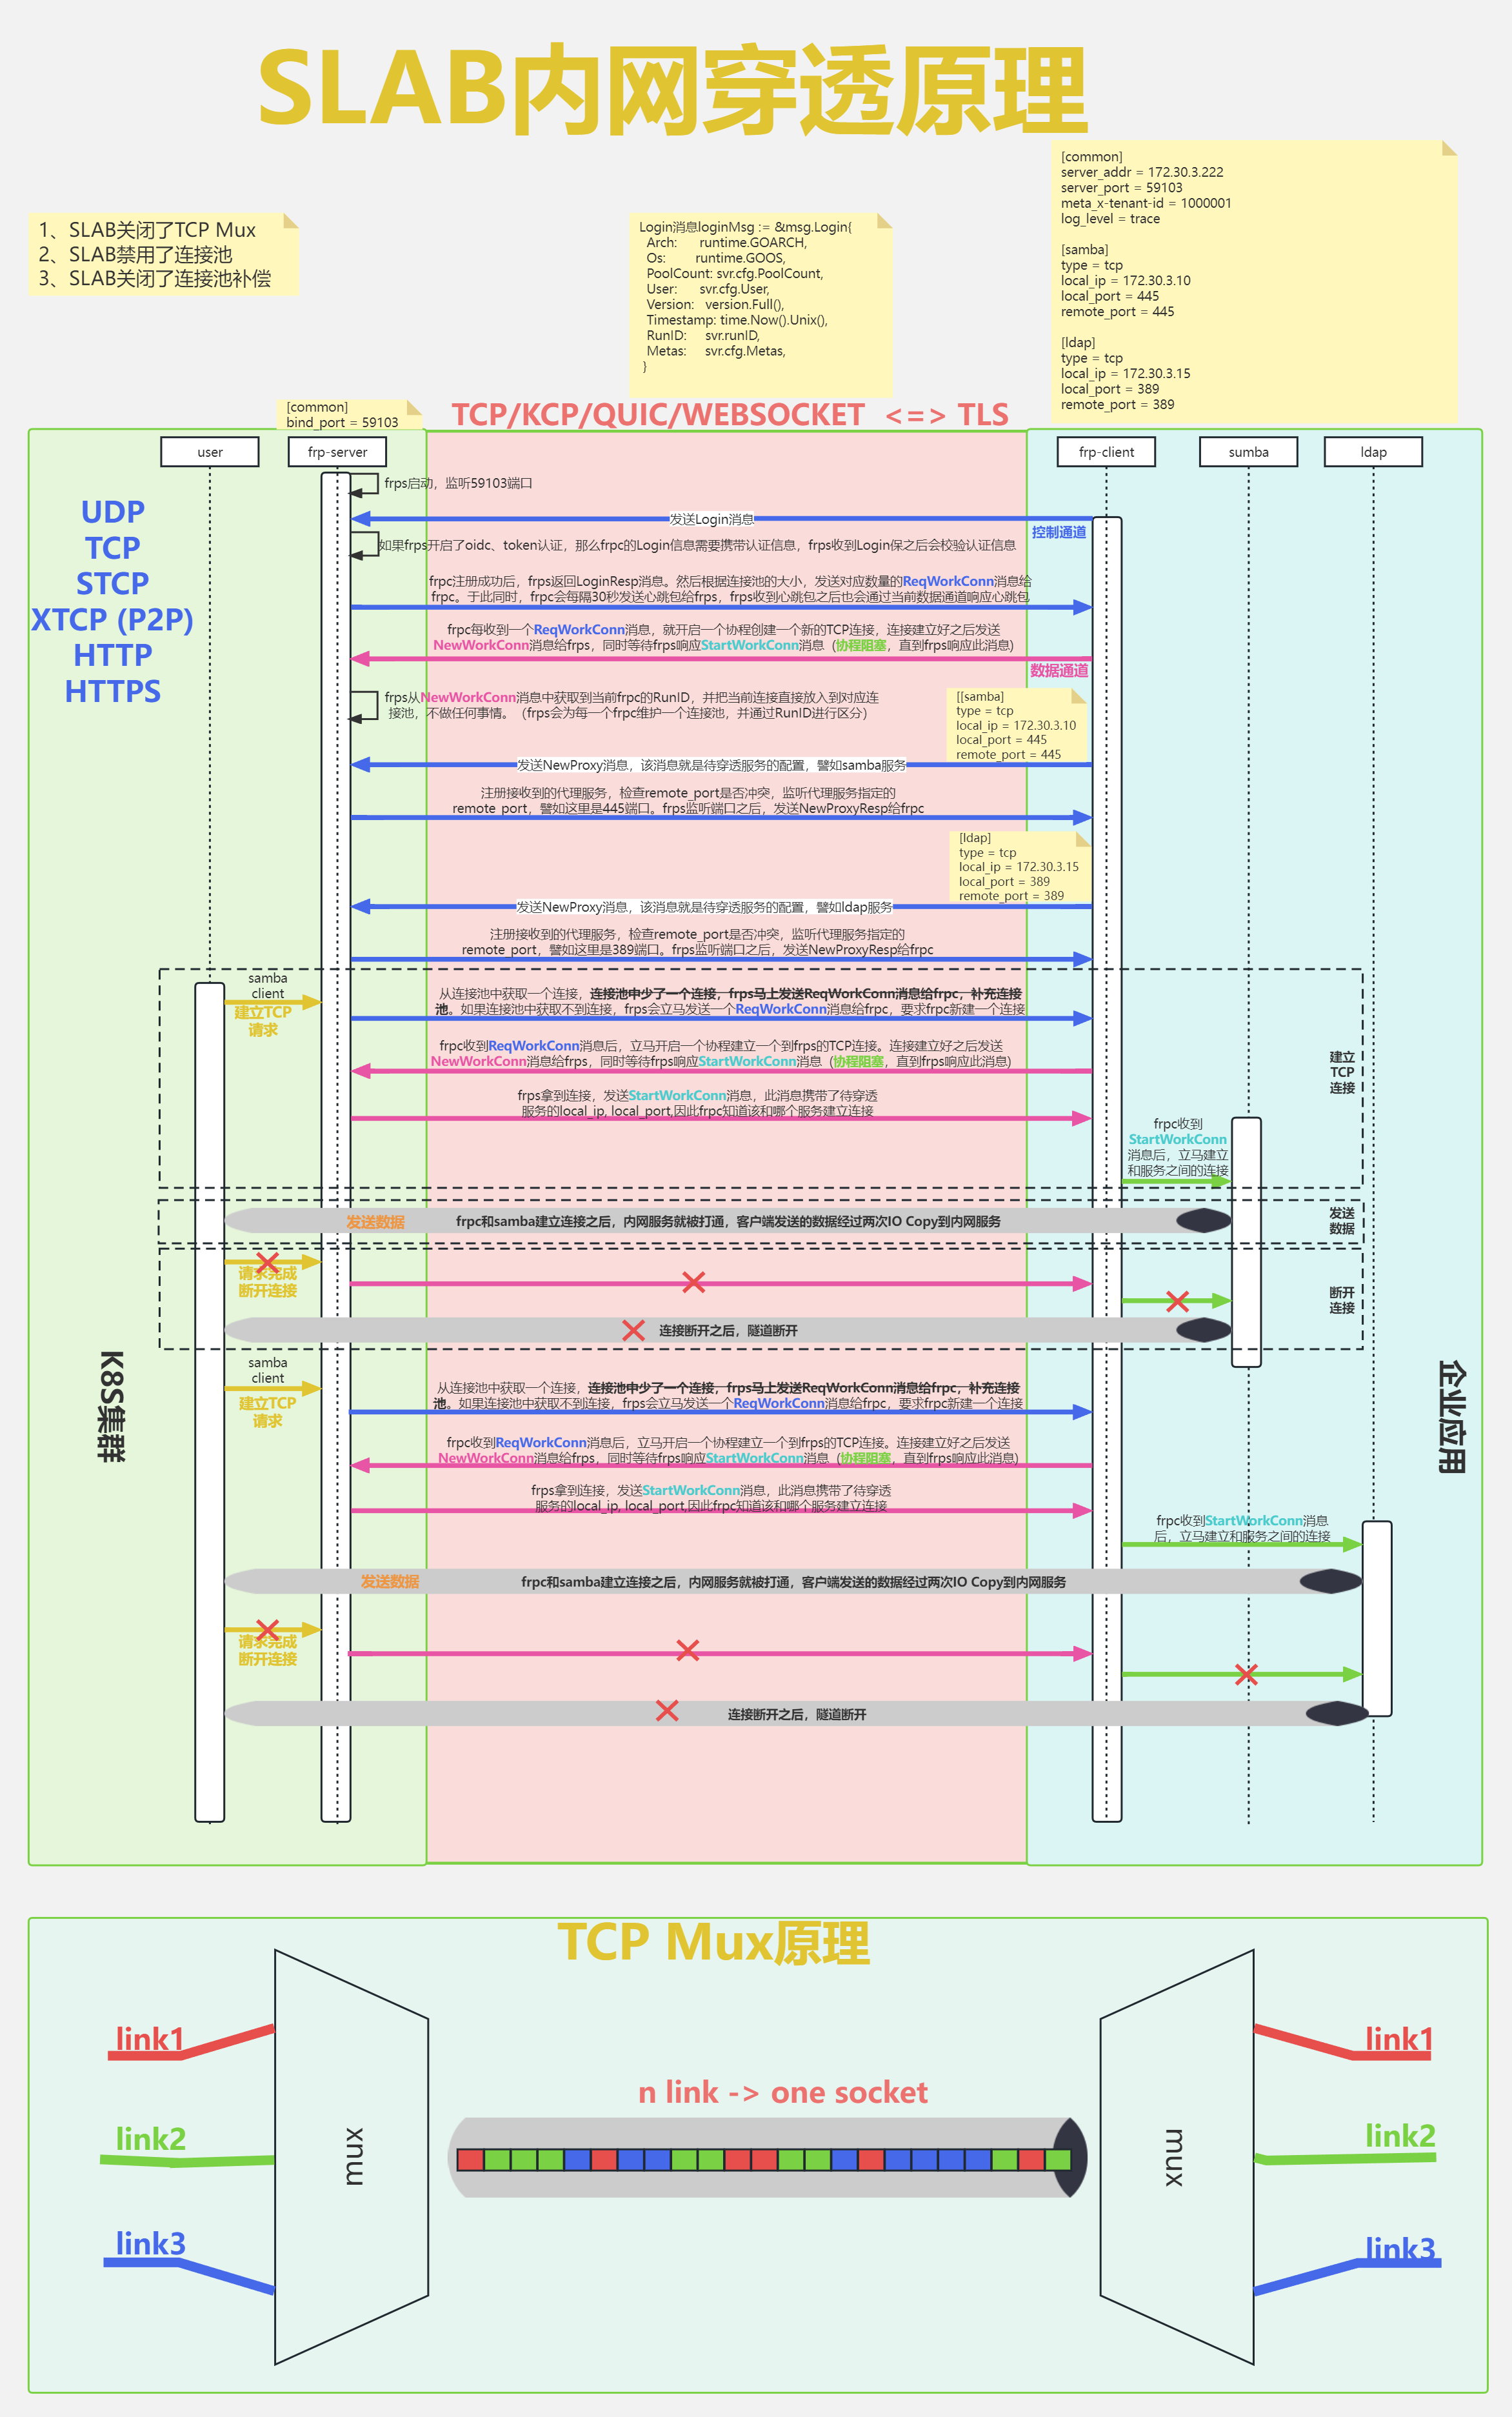 SLAB内网穿透原理
1、SLAB关闭了TCP Mux
2、SLAB禁用了连接池
3、SLAB关闭了连接池补偿
Login消息loginMsg := &msg.Login{
Arch: runtime.GOARCH,
Os: runtime.GOOS,
PoolCount: svr.cfg.PoolCount,
User: svr.cfg.User,
Version: version.Full(),
Timestamp: time.Now().Unix(),
RunID: svr.runID,
Metas: svr.cfg.Metas,
}
[common]
server_addr = 172.30.3.222
server_port = 59103
meta_x-tenant-id = 1000001
log_level = trace
[samba]
type = tcp
local_ip = 172.30.3.10
local_port = 445
remote_port = 445
[ldap]
type = tcp
local_ip = 172.30.3.15
local_port = 389
remote_port = 389
[common]
bind_port = 59103
TCP/KCP/QUIC/WEBSOCKET <=> TLS
user
frp-server
frp-client
sumba
ldap
UDP
TCP
STCP
XTCP (P2P)
HTTP
HTTPS
frps启动，监听59103端口
发送Login消息
控制通道
如果frps开启了oidc、token认证，那么frpc的Login信息需要携带认证信息，frps收到Login保之后会校验认证信息
frpc注册成功后，frps返回LoginResp消息。然后根据连接池的大小，发送对应数量的ReqWorkConn消息给
frpc。于此同时，frpc会每隔30秒发送心跳包给frps，frps收到心跳包之后也会通过当前数据通道响应心跳包
frpc每收到一个ReqWorkConn消息，就开启一个协程创建一个新的TCP连接，连接建立好之后发送
NewWorkConn消息给frps，同时等待frps响应StartWorkConn消息（协程阻塞，直到frps响应此消息）
数据通道
frps从NewWorkConn消息中获取到当前frpc的RunID，并把当前连接直接放入到对应连
接池，不做任何事情。（frps会为每一个frpc维护一个连接池，并通过RunID进行区分）
[[samba]
type = tcp
local_ip = 172.30.3.10
local_port = 445
remote_port = 445
发送NewProxy消息，该消息就是待穿透服务的配置，譬如samba服务
注册接收到的代理服务，检查remote_port是否冲突，监听代理服务指定的
remote_port，譬如这里是445端口。frps监听端口之后，发送NewProxyResp给frpc
[ldap]
type = tcp
local_ip = 172.30.3.15
local_port = 389
remote_port = 389
发送NewProxy消息，该消息就是待穿透服务的配置，譬如ldap服务
注册接收到的代理服务，检查remote_port是否冲突，监听代理服务指定的
remote_port，譬如这里是389端口。frps监听端口之后，发送NewProxyResp给frpc
samba
client
建立TCP
请求
从连接池中获取一个连接，连接池中少了一个连接，frps马上发送ReqWorkConn消息给frpc，补充连接
池。如果连接池中获取不到连接，frps会立马发送一个ReqWorkConn消息给frpc，要求frpc新建一个连接
frpc收到ReqWorkConn消息后，立马开启一个协程建立一个到frps的TCP连接。连接建立好之后发送
NewWorkConn消息给frps，同时等待frps响应StartWorkConn消息（协程阻塞，直到frps响应此消息）
建立
TCP
连接
frps拿到连接，发送StartWorkConn消息，此消息携带了待穿透
服务的local_ip, local_port,因此frpc知道该和哪个服务建立连接
frpc收到
StartWorkConn
消息后，立马建立
和服务之间的连接
发送数据
frpc和samba建立连接之后，内网服务就被打通，客户端发送的数据经过两次IO Copy到内网服务
发送
数据
请求完成
断开连接
断开
连接
连接断开之后，隧道断开
K8S集群
企业应用
samba
client
建立TCP
请求
从连接池中获取一个连接，连接池中少了一个连接，frps马上发送ReqWorkConn消息给frpc，补充连接
池。如果连接池中获取不到连接，frps会立马发送一个ReqWorkConn消息给frpc，要求frpc新建一个连接
frpc收到ReqWorkConn消息后，立马开启一个协程建立一个到frps的TCP连接。连接建立好之后发送
NewWorkConn消息给frps，同时等待frps响应StartWorkConn消息（协程阻塞，直到frps响应此消息）
frps拿到连接，发送StartWorkConn消息，此消息携带了待穿透
服务的local_ip, local_port,因此frpc知道该和哪个服务建立连接
frpc收到StartWorkConn消息
后，立马建立和服务之间的连接
发送数据
frpc和samba建立连接之后，内网服务就被打通，客户端发送的数据经过两次IO Copy到内网服务
请求完成
断开连接
连接断开之后，隧道断开
TCP Mux原理
link1
link2
link3
mux
n link -> one socket
mux
link1
link2
link3